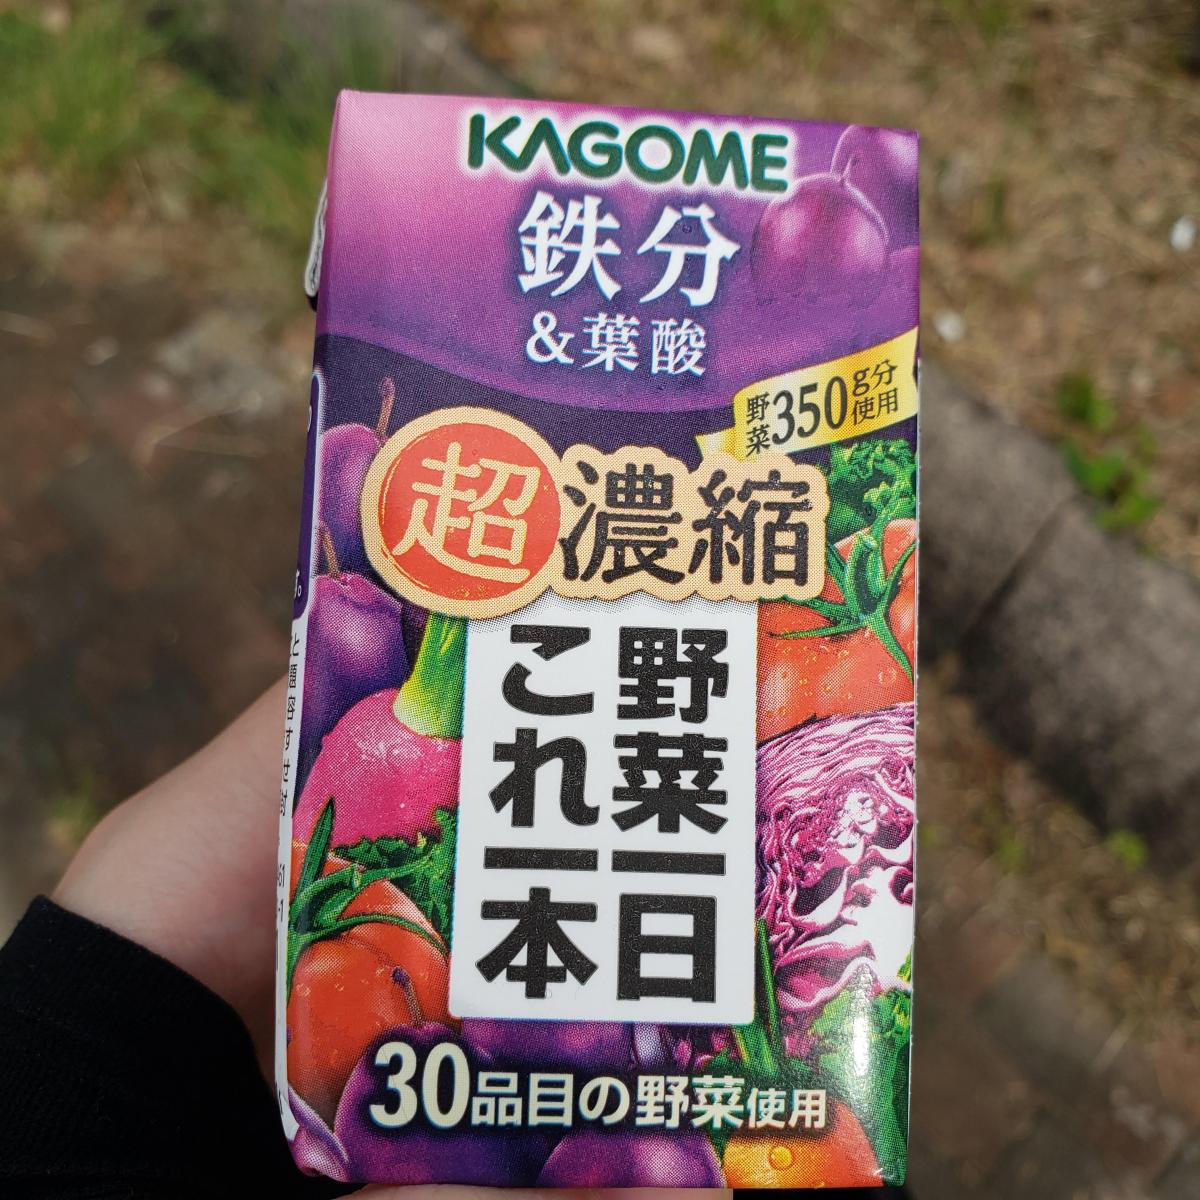 KAGOME
鉄分
&葉酸
野菜350g分使用
超濃縮
野菜一日
これ一本
30品目の野菜使用